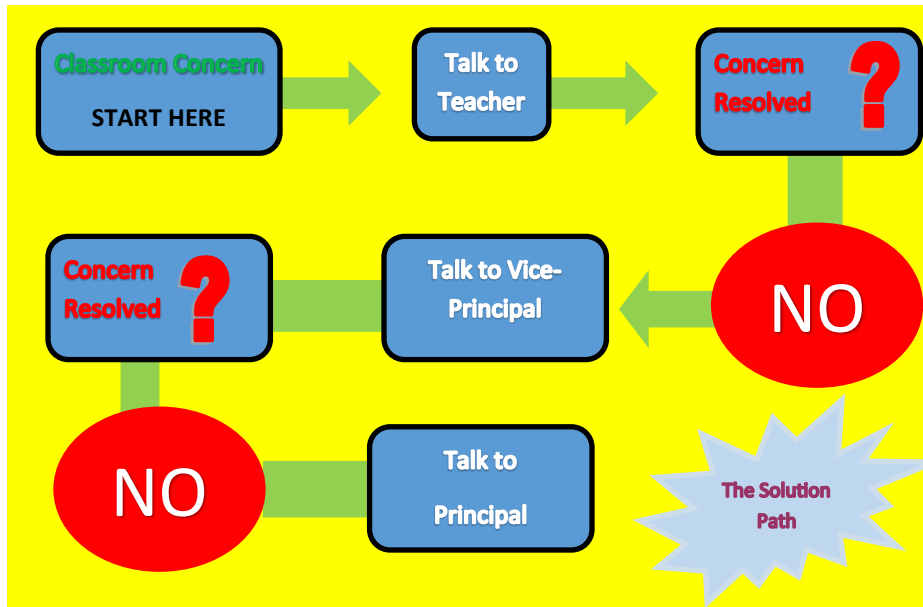 Classroom Concern
START HERE
Talk to
Teacher
Concern
Resolved
?
NO
Talk to Vice-
Principal
Concern
Resolved
?
NO
Talk to
Principal
The Solution
Path